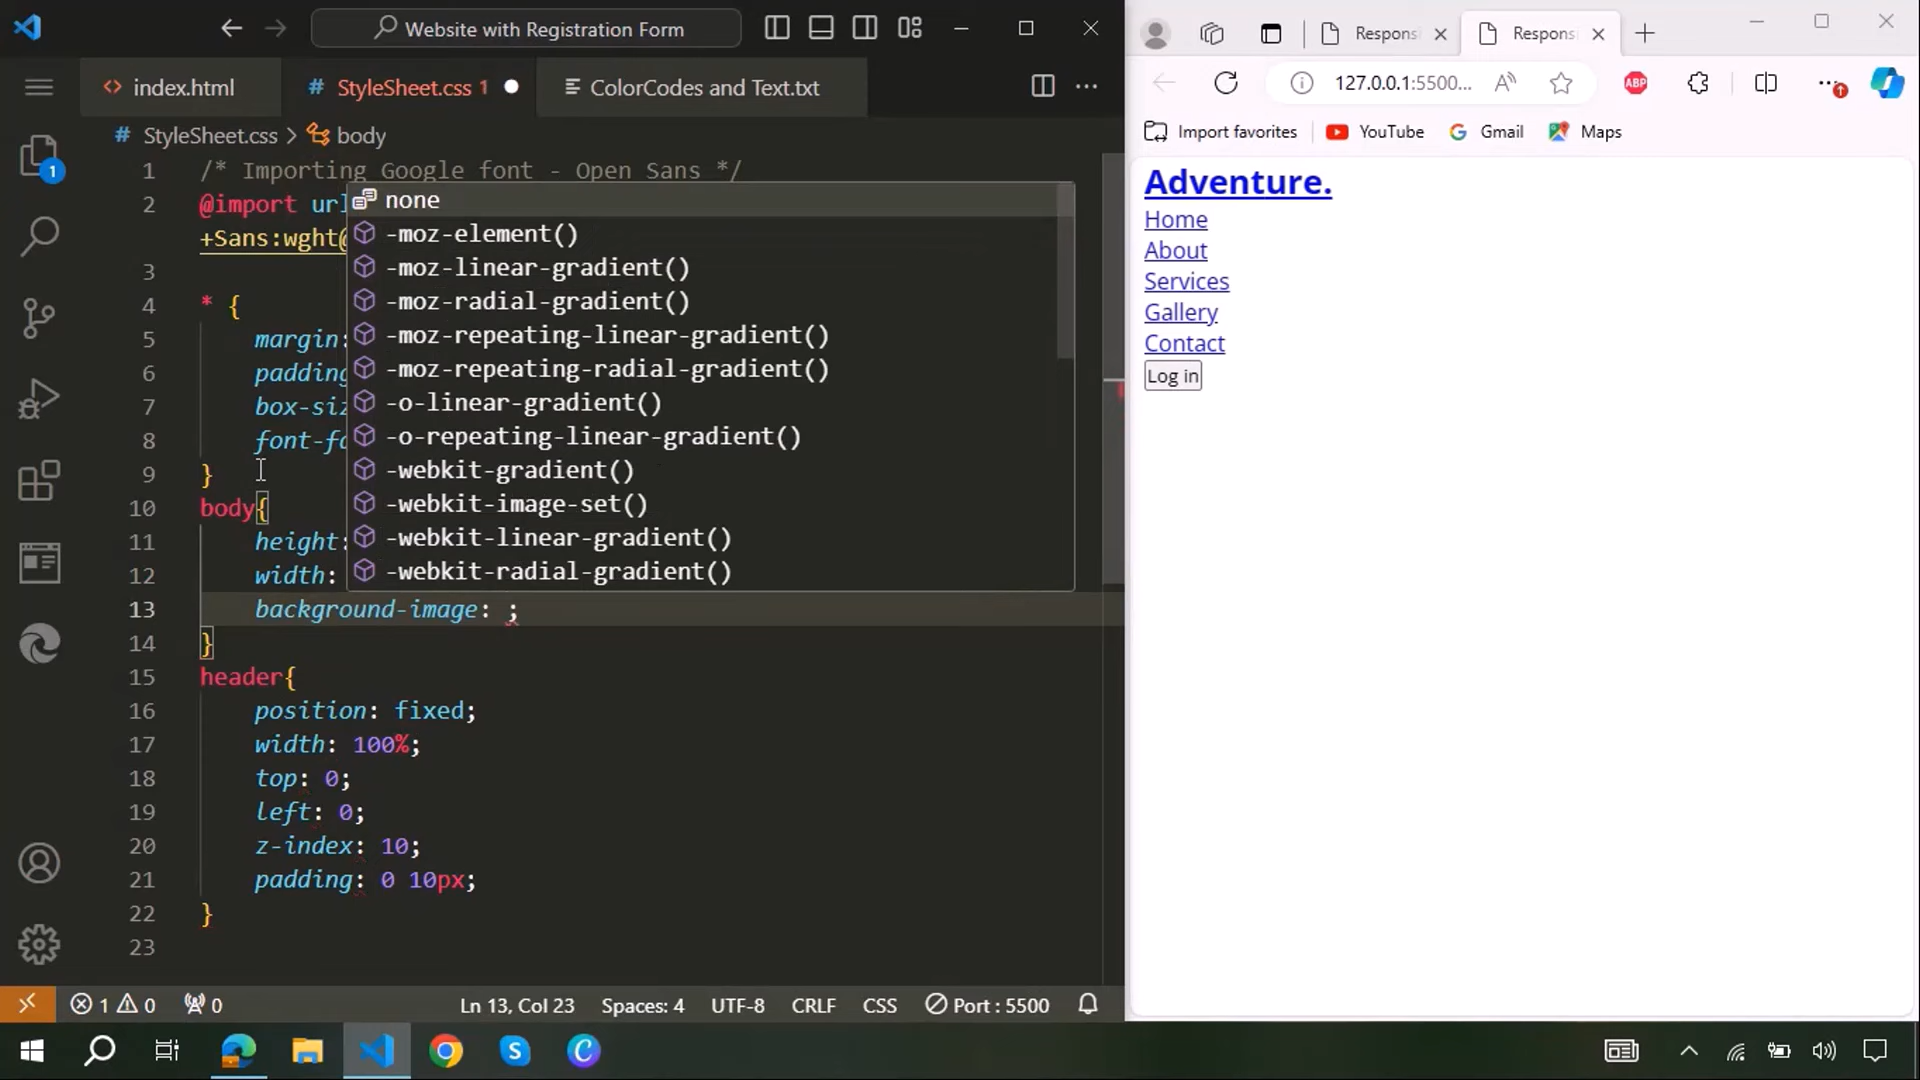 Website with Registration Form
index.html
# StyleSheet.css 1
ColorCodes and Text.txt
# StyleSheet.css > body
1 /* Importing Google font - Open Sans */
2 @import url
+Sans:wght@
3
4 * {
5 margin:
6 padding
7 box-siz
8 font-fa
9 }
10 body{
11 height:
12 width:
13 background-image: ;
14 }
15 header{
16 position: fixed;
17 width: 100%;
18 top: 0;
19 left: 0;
20 z-index: 10;
21 padding: 0 10px;
22 }
23
none
-moz-element()
-moz-linear-gradient()
-moz-radial-gradient()
-moz-repeating-linear-gradient()
-moz-repeating-radial-gradient()
-o-linear-gradient()
-o-repeating-linear-gradient()
-webkit-gradient()
-webkit-image-set()
-webkit-linear-gradient()
-webkit-radial-gradient()
1
1 0 0 Ln 13, Col 23 Spaces: 4 UTF-8 CRLF CSS Port : 5500
Respons Respons
127.0.0.1:5500... A ABP
Import favorites YouTube Gmail Maps
Adventure.
Home
About
Services
Gallery
Contact
Log in